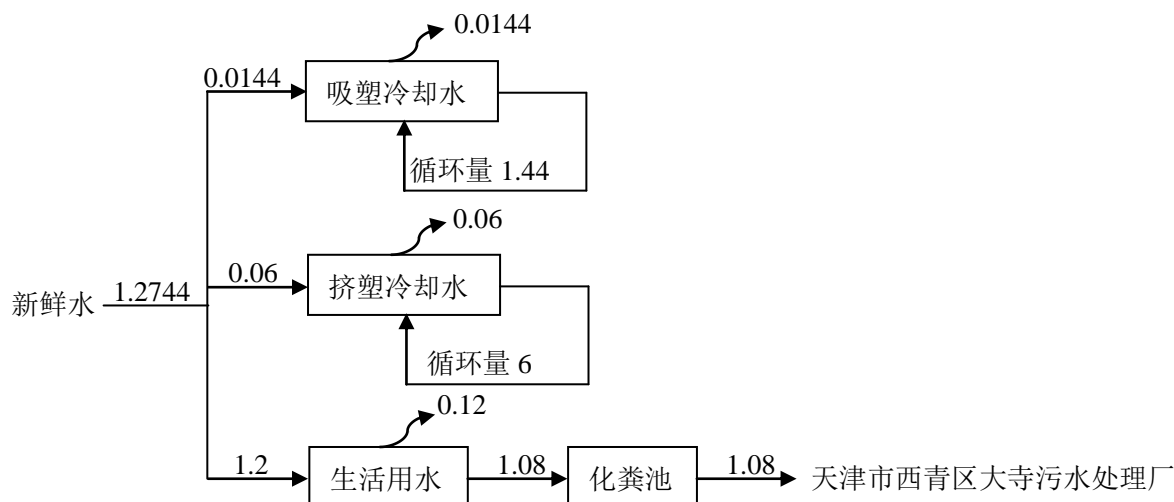 0.0144
0.0144
吸塑冷却水
循环量 1.44
0.06
0.06
挤塑冷却水
新鲜水
1.2744
循环量 6
0.12
1.2
生活用水
1.08
化粪池
1.08
天津市西青区大寺污水处理厂